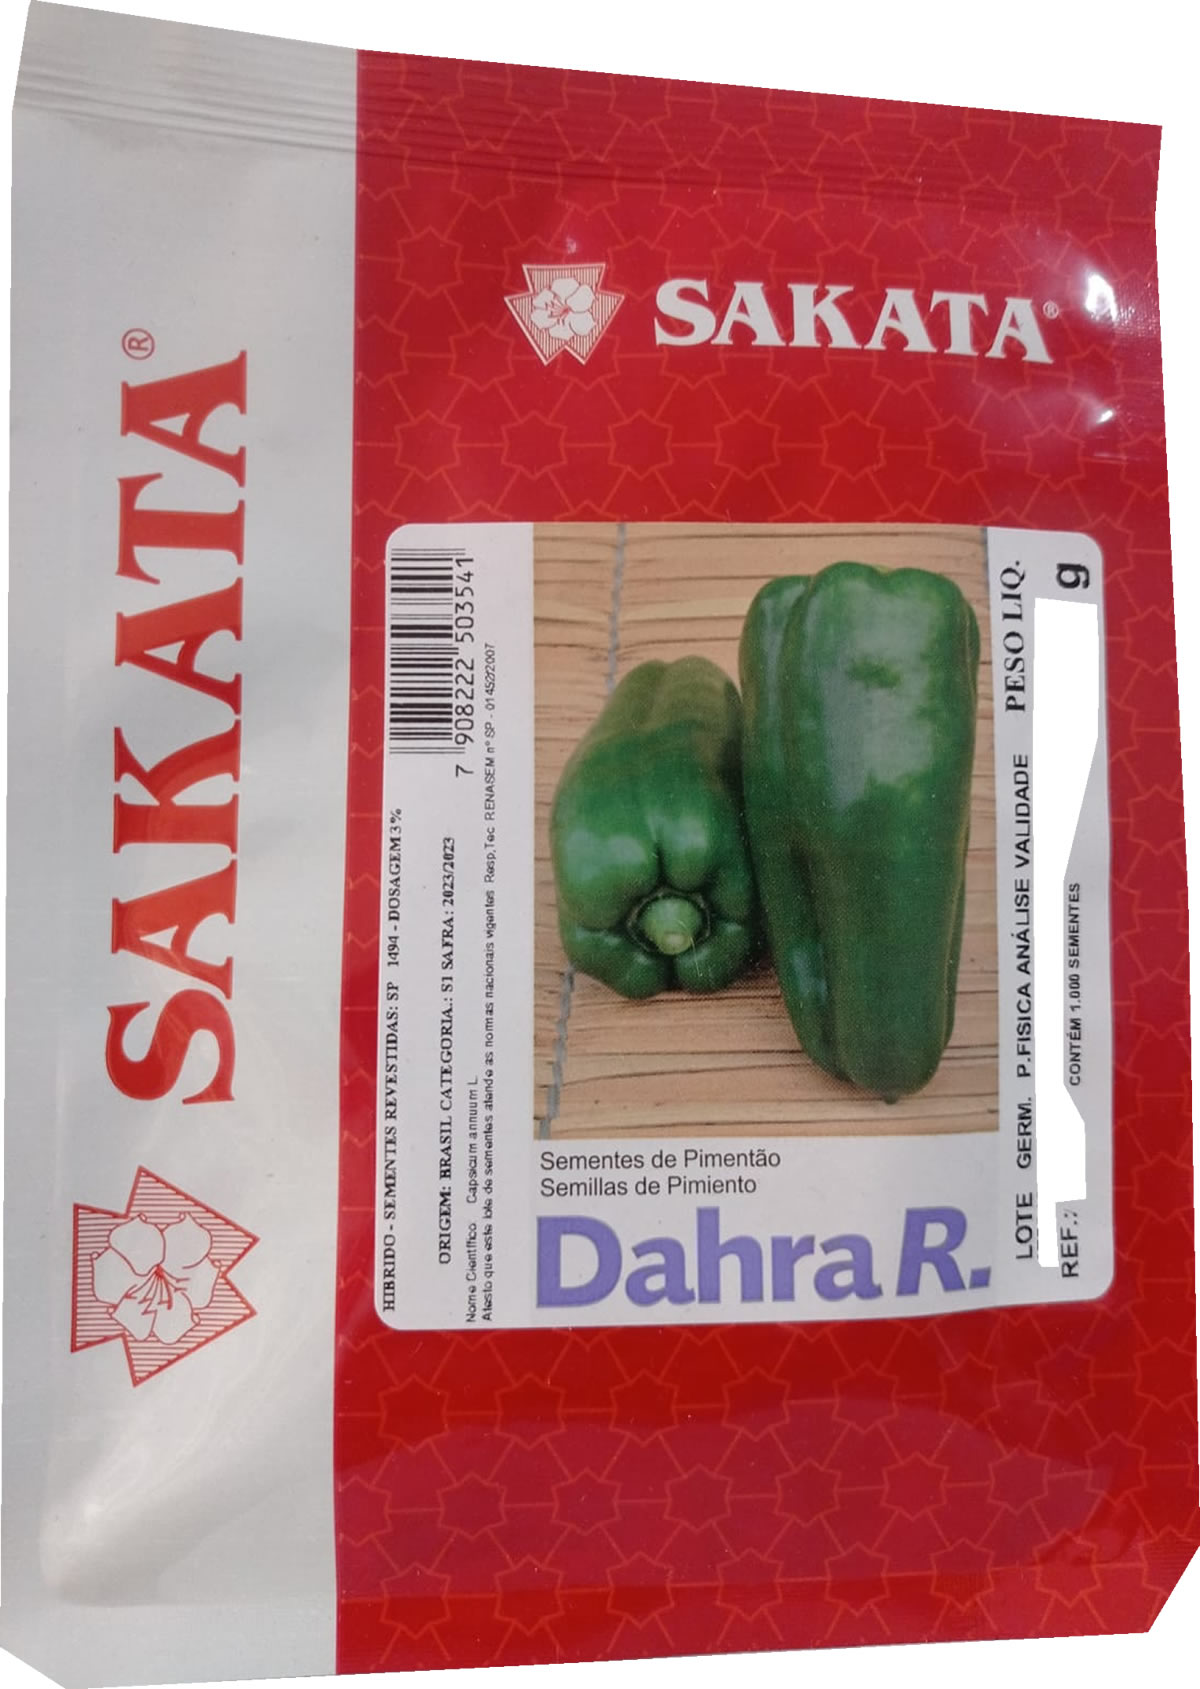 SAKATA®
SAKATA®
HIBRIDO - SEMENTES REVESTIDAS: SP 1494 - DOSAGEM3%
ORIGEM: BRASIL CATEGORIA.: S1 SAFRA: 2023/2023
Nome Científico. Capsicum annuum L.
Atesto que este lote de sementes atende as normas nacionais vigentes Resp,Tec RENASEM nº SP - 01452/2007
7 908222 503541
Sementes de Pimentão
Semillas de Pimiento
Dahra R.
LOTE GERM. P.FISICA ANÁLISE VALIDADE PESO LIQ.
g
REF.:
CONTÉM 1.000 SEMENTES